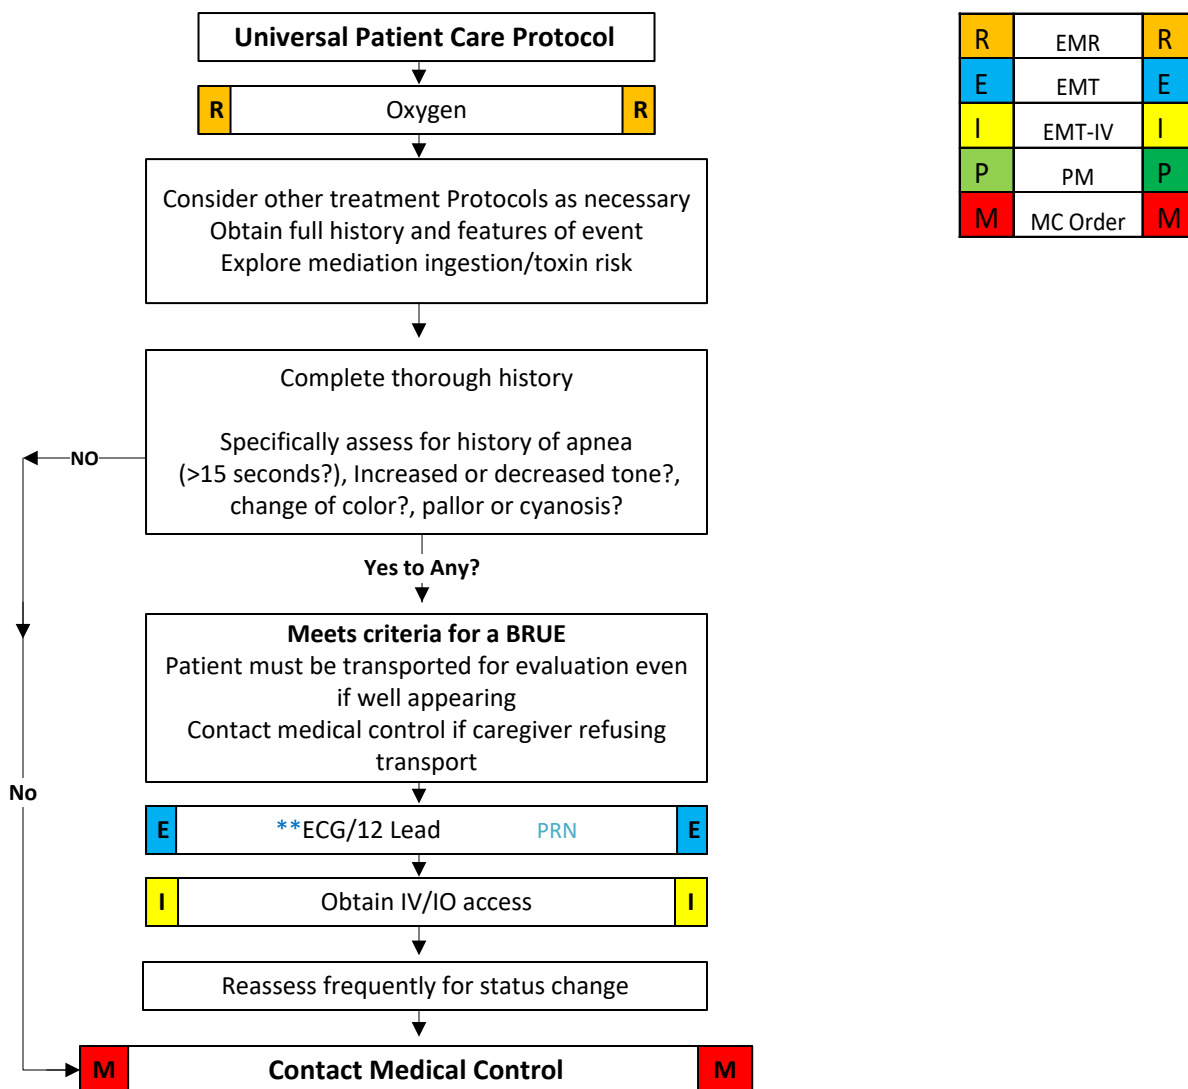 Universal Patient Care Protocol
R Oxygen R
Consider other treatment Protocols as necessary
Obtain full history and features of event
Explore mediation ingestion/toxin risk
Complete thorough history
Specifically assess for history of apnea
(>15 seconds?), Increased or decreased tone?,
change of color?, pallor or cyanosis?
NO
Yes to Any?
Meets criteria for a BRUE
Patient must be transported for evaluation even
if well appearing
Contact medical control if caregiver refusing
transport
No
E **ECG/12 Lead PRN E
I Obtain IV/IO access I
Reassess frequently for status change
M Contact Medical Control M
R EMR R
E EMT E
I EMT-IV I
P PM P
M MC Order M